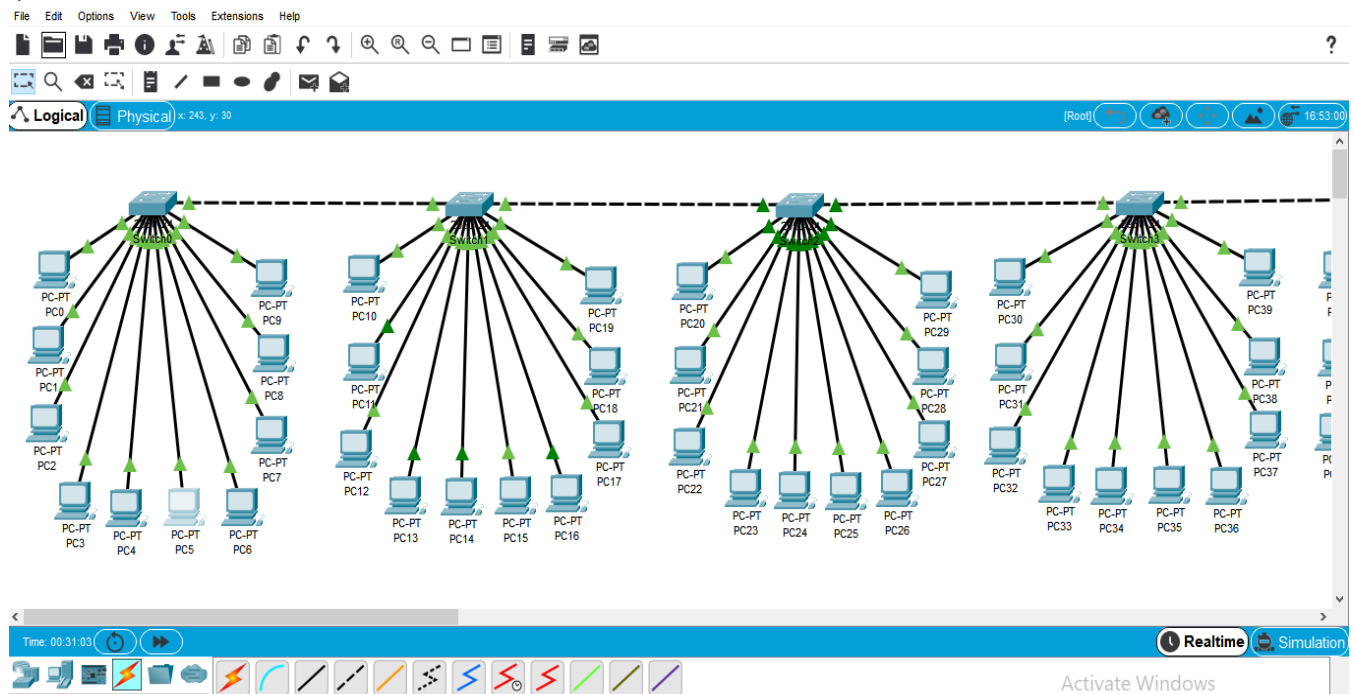 File Edit Options View Tools Extensions Help
?
Logical Physical x: 243, y: 30 [Root] 16:53:00
Switch0 Switch1 Switch2 Switch3
PC-PT
PC0
PC-PT
PC1
PC-PT
PC2
PC-PT
PC3
PC-PT
PC4
PC-PT
PC5
PC-PT
PC6
PC-PT
PC7
PC-PT
PC8
PC-PT
PC9
PC-PT
PC10
PC-PT
PC11
PC-PT
PC12
PC-PT
PC13
PC-PT
PC14
PC-PT
PC15
PC-PT
PC16
PC-PT
PC17
PC-PT
PC18
PC-PT
PC19
PC-PT
PC20
PC-PT
PC21
PC-PT
PC22
PC-PT
PC23
PC-PT
PC24
PC-PT
PC25
PC-PT
PC26
PC-PT
PC27
PC-PT
PC28
PC-PT
PC29
PC-PT
PC30
PC-PT
PC31
PC-PT
PC32
PC-PT
PC33
PC-PT
PC34
PC-PT
PC35
PC-PT
PC36
PC-PT
PC37
PC-PT
PC38
PC-PT
PC39
Time: 00:31:03 Realtime Simulation
Activate Windows